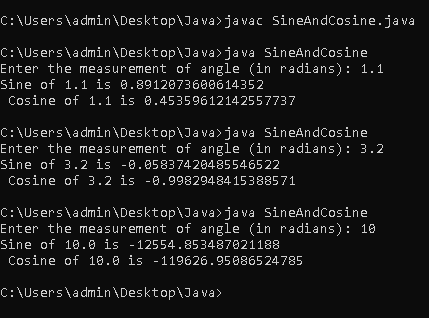 C:\Users\admin\Desktop\Java>javac SineAndCosine.java
C:\Users\admin\Desktop\Java>java SineAndCosine
Enter the measurement of angle (in radians): 1.1
Sine of 1.1 is 0.8912073600614352
Cosine of 1.1 is 0.45359612142557737
C:\Users\admin\Desktop\Java>java SineAndCosine
Enter the measurement of angle (in radians): 3.2
Sine of 3.2 is -0.05837420485546522
Cosine of 3.2 is -0.9982948415388571
C:\Users\admin\Desktop\Java>java SineAndCosine
Enter the measurement of angle (in radians): 10
Sine of 10.0 is -12554.853487021188
Cosine of 10.0 is -119626.95086524785
C:\Users\admin\Desktop\Java>